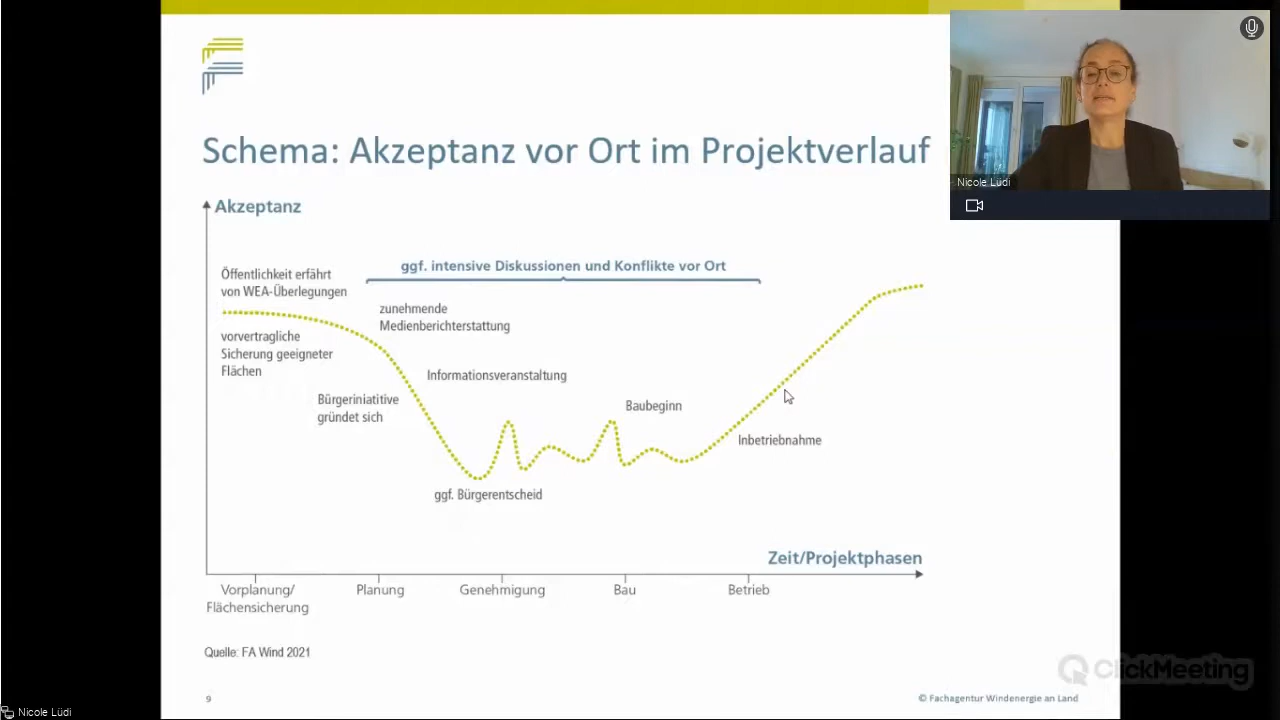 Schema: Akzeptanz vor Ort im Projektverlauf
Nicole Lüdi
Akzeptanz
ggf. intensive Diskussionen und Konflikte vor Ort
Öffentlichkeit erfährt
von WEA-Überlegungen
zunehmende
Medienberichterstattung
vorvertragliche
Sicherung geeigneter
Flächen
Informationsveranstaltung
Bürgeriniatitive
gründet sich
Baubeginn
Inbetriebnahme
ggf. Bürgerentscheid
Zeit/Projektphasen
Vorplanung/
Flächensicherung
Planung
Genehmigung
Bau
Betrieb
Quelle: FA Wind 2021
ClickMeeting
9
© Fachagentur Windenergie an Land
Nicole Lüdi